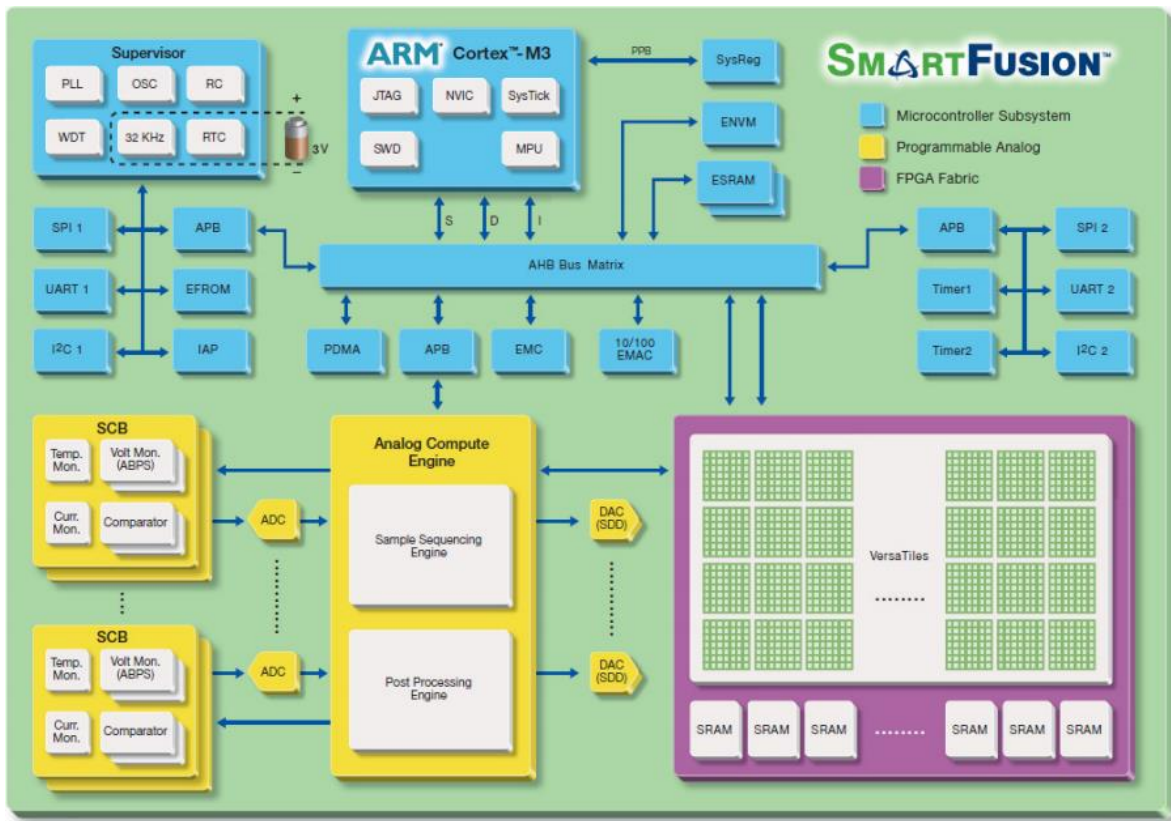 Supervisor
PLL
OSC
RC
WDT
32 KHz
RTC
+
3V
−
ARM® Cortex™-M3
JTAG
NVIC
SysTick
SWD
MPU
PPB
SysReg
ENVM
ESRAM
SMARTFUSION™
Microcontroller Subsystem
Programmable Analog
FPGA Fabric
S
D
I
SPI 1
APB
UART 1
EFROM
I²C 1
IAP
AHB Bus Matrix
PDMA
APB
EMC
10/100
EMAC
APB
SPI 2
Timer1
UART 2
Timer2
I²C 2
SCB
Temp.
Mon.
Volt Mon.
(ABPS)
Curr.
Mon.
Comparator
ADC
SCB
Temp.
Mon.
Volt Mon.
(ABPS)
Curr.
Mon.
Comparator
ADC
Analog Compute
Engine
Sample Sequencing
Engine
Post Processing
Engine
DAC
(SDD)
DAC
(SDD)
VersaTiles
........
SRAM
SRAM
SRAM
........
SRAM
SRAM
SRAM